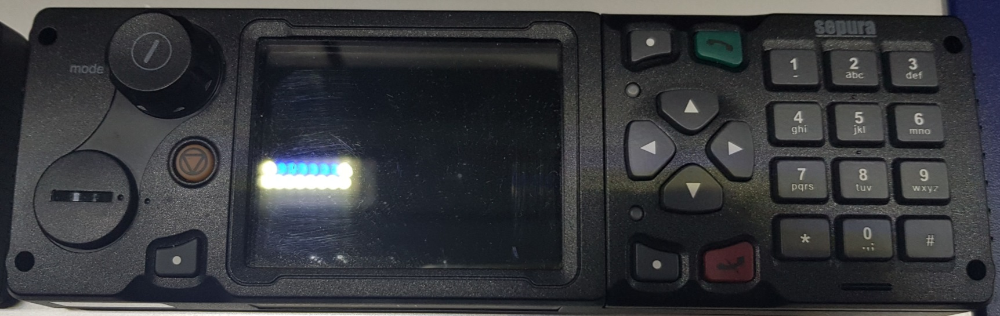 mode
sepura
1
-
2
abc
3
def
4
ghi
5
jkl
6
mno
7
pqrs
8
tuv
9
wxyz
*
0
.,¡
#